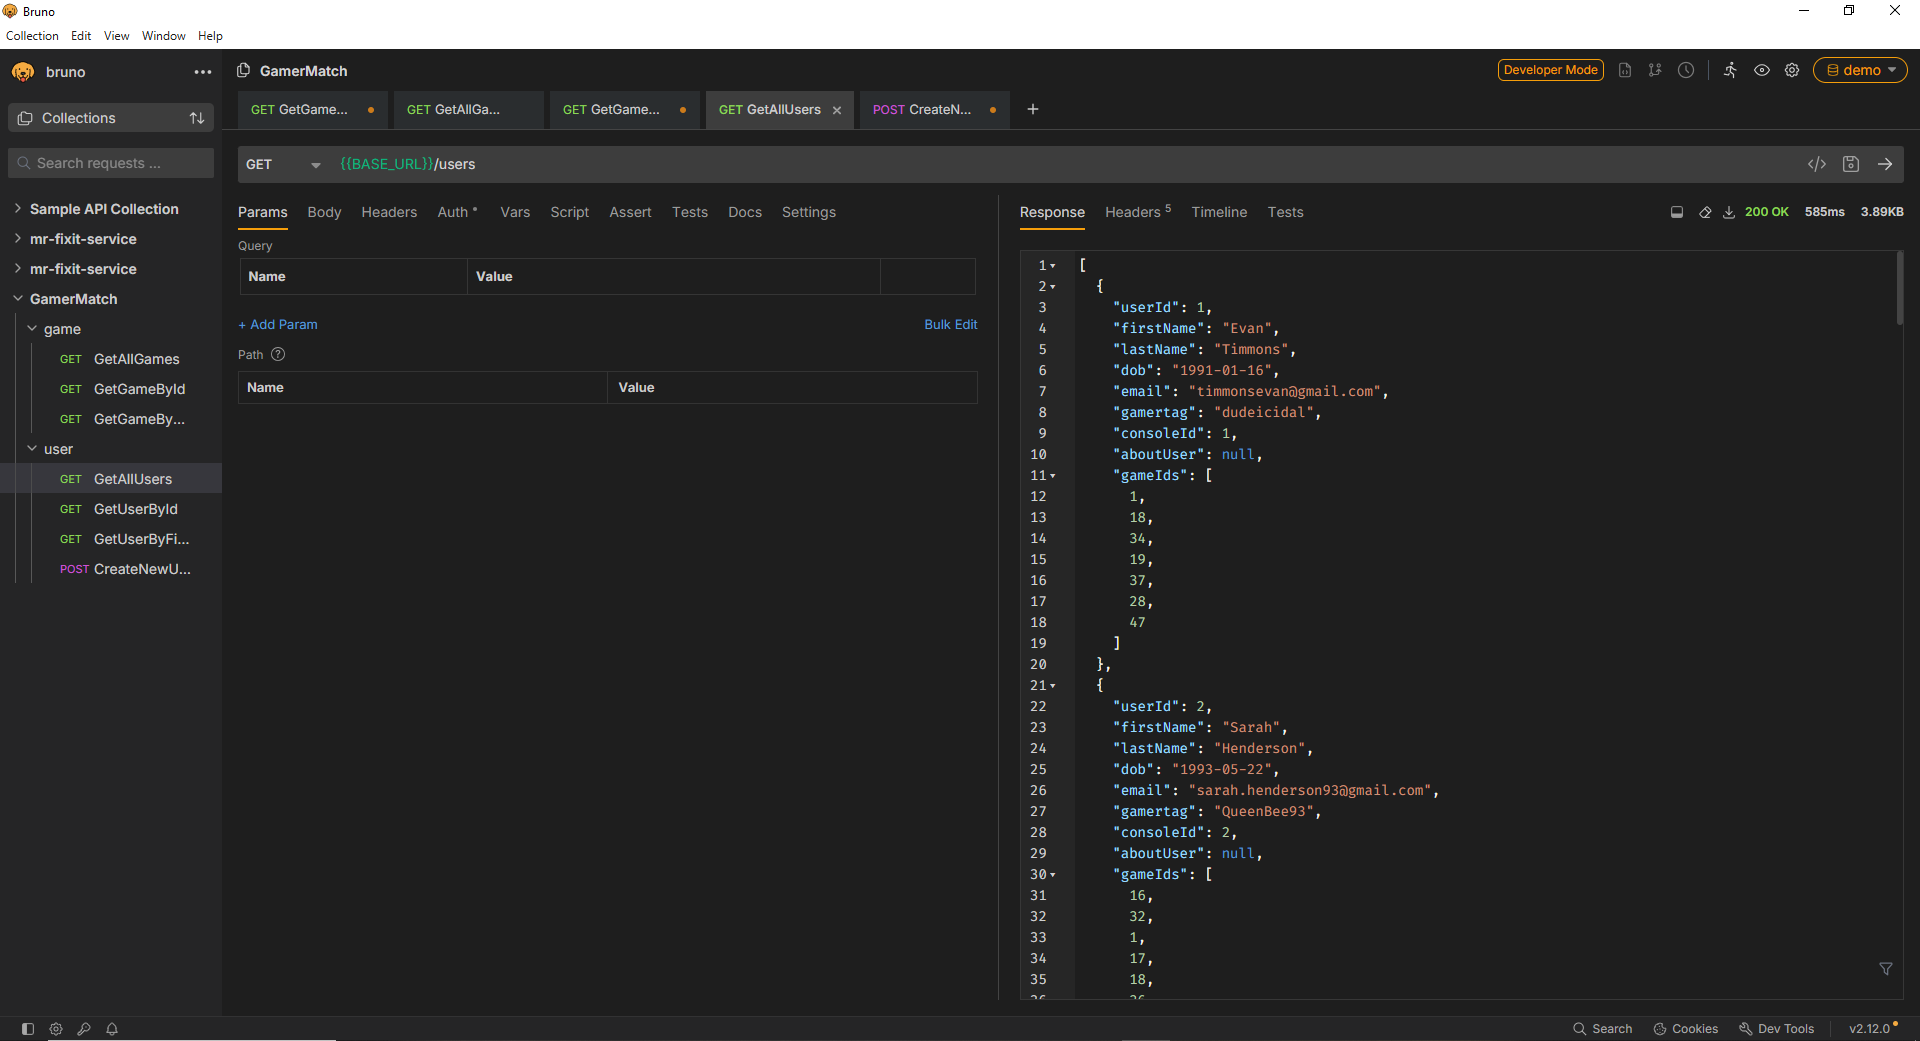 Bruno
Collection Edit View Window Help
bruno
GamerMatch
Developer Mode
demo
Collections
GET GetGame...
GET GetAllGa...
GET GetGame...
GET GetAllUsers
POST CreateN...
Search requests ...
GET
{{BASE_URL}}/users
Sample API Collection
mr-fixit-service
mr-fixit-service
GamerMatch
game
GET GetAllGames
GET GetGameById
GET GetGameBy...
user
GET GetAllUsers
GET GetUserById
GET GetUserByFi...
POST CreateNewU...
Params Body Headers Auth Vars Script Assert Tests Docs Settings
Query
Name Value
+ Add Param Bulk Edit
Path ?
Name Value
Response Headers 5 Timeline Tests
200 OK 585ms 3.89KB
1 [
2 {
3 "userId": 1,
4 "firstName": "Evan",
5 "lastName": "Timmons",
6 "dob": "1991-01-16",
7 "email": "timmonsevan@gmail.com",
8 "gamertag": "dudeicidal",
9 "consoleId": 1,
10 "aboutUser": null,
11 "gameIds": [
12 1,
13 18,
14 34,
15 19,
16 37,
17 28,
18 47
19 ]
20 },
21 {
22 "userId": 2,
23 "firstName": "Sarah",
24 "lastName": "Henderson",
25 "dob": "1993-05-22",
26 "email": "sarah.henderson93@gmail.com",
27 "gamertag": "QueenBee93",
28 "consoleId": 2,
29 "aboutUser": null,
30 "gameIds": [
31 16,
32 32,
33 1,
34 17,
35 18,
Search Cookies Dev Tools v2.12.0